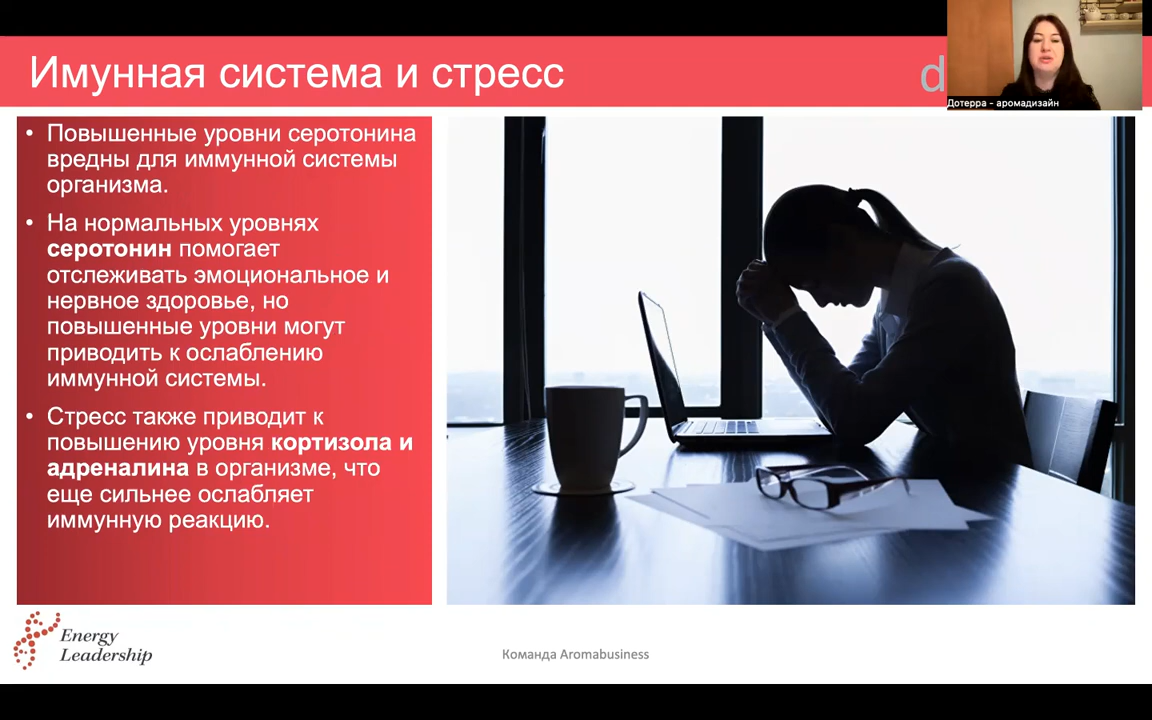 Имунная система и стресс
d
Дотерра - аромадизайн
• Повышенные уровни серотонина
вредны для иммунной системы
организма.
• На нормальных уровнях
серотонин помогает
отслеживать эмоциональное и
нервное здоровье, но
повышенные уровни могут
приводить к ослаблению
иммунной системы.
• Стресс также приводит к
повышению уровня кортизола и
адреналина в организме, что
еще сильнее ослабляет
иммунную реакцию.
Energy
Leadership
Команда Aromabusiness